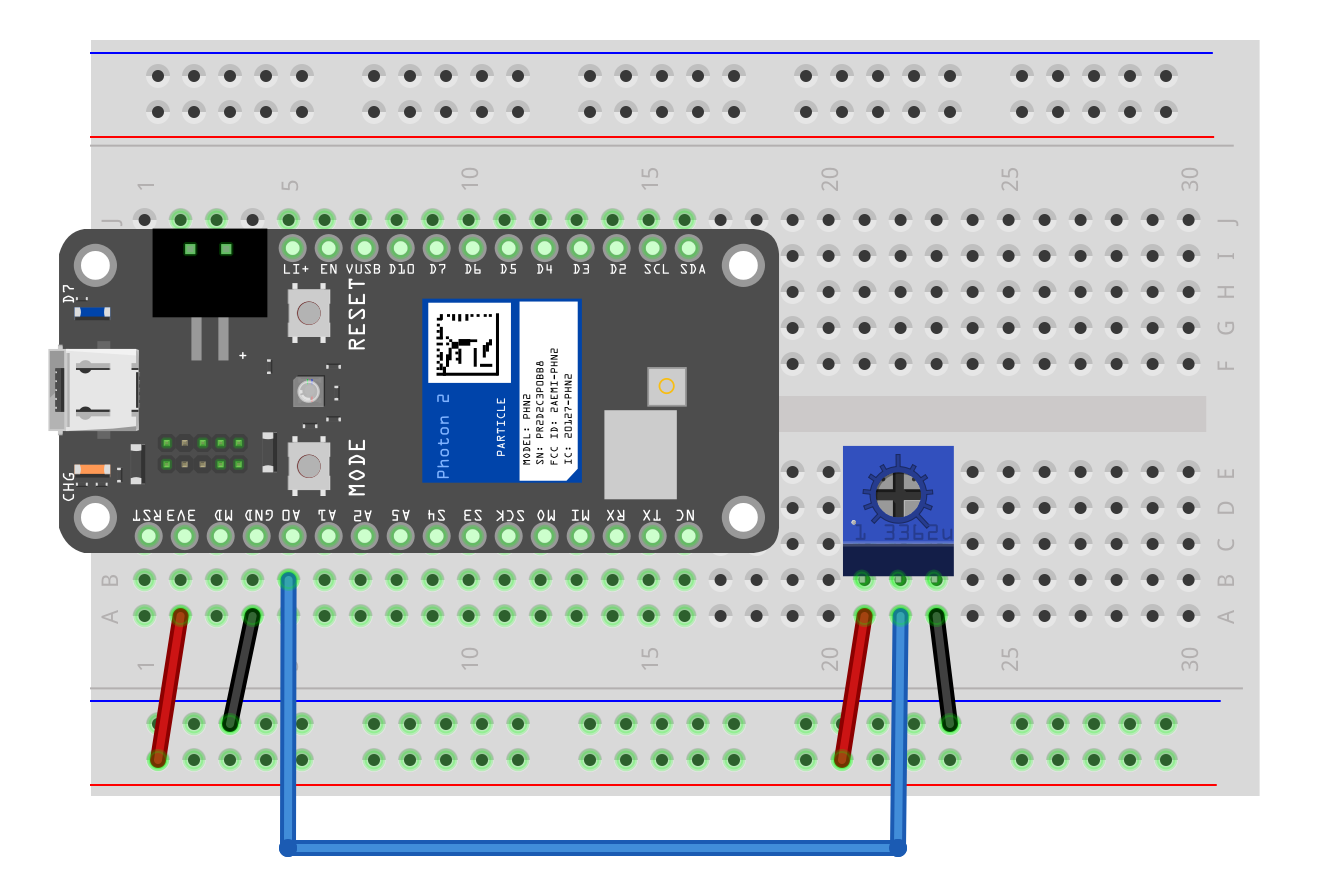 1 5 10 15 20 25 30
J J
I
H
G
F
E
D
C
B B
A A
1 10 15 20 25 30
LI+ EN VUSB D10 D7 D6 D5 D4 D3 D2 SCL SDA
D7
RESET
+
MODE
CHG
Photon 2
PARTICLE
MODEL: PHN2
SN: PR2D2C3POBB8
FCC ID: 2AEMI-PHN2
IC: 20127-PHN2
RST 3V3 MD GND A0 A1 A2 A5 S4 S3 SCK MO MI RX TX NC
1 3362u